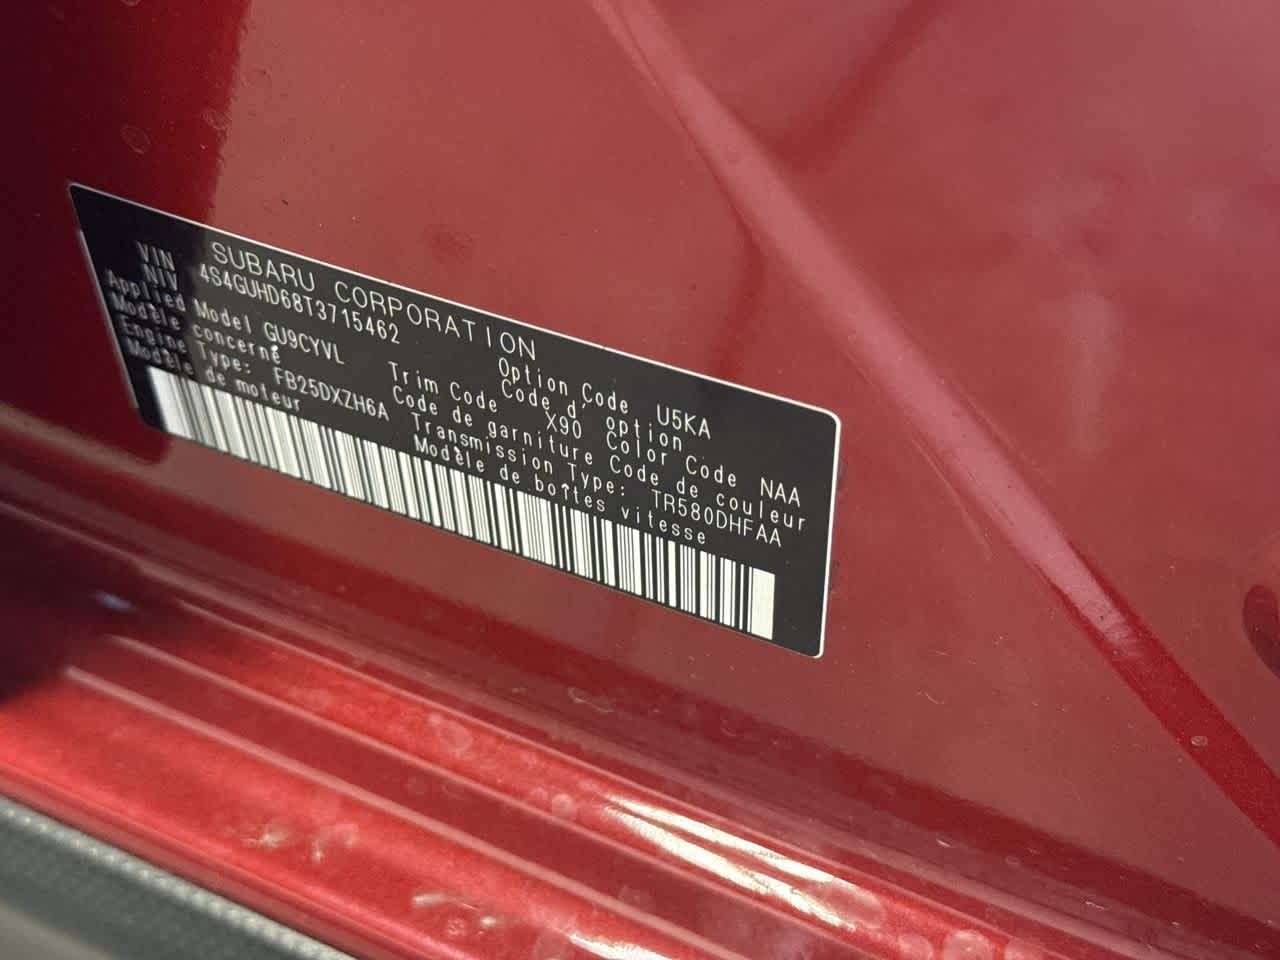 SUBARU CORPORATION
VIN
NIV 4S4GUHD68T3715462
Option Code U5KA
Code d' option
Applied Model GU9CYVL
Modèle concerné
Trim Code X90
Code de garniture
Color Code NAA
Code de couleur
Engine Type: FB25DXZH6A
Modèle de moteur
Transmission Type: TR580DHFAA
Modèle de boîtes vitesse